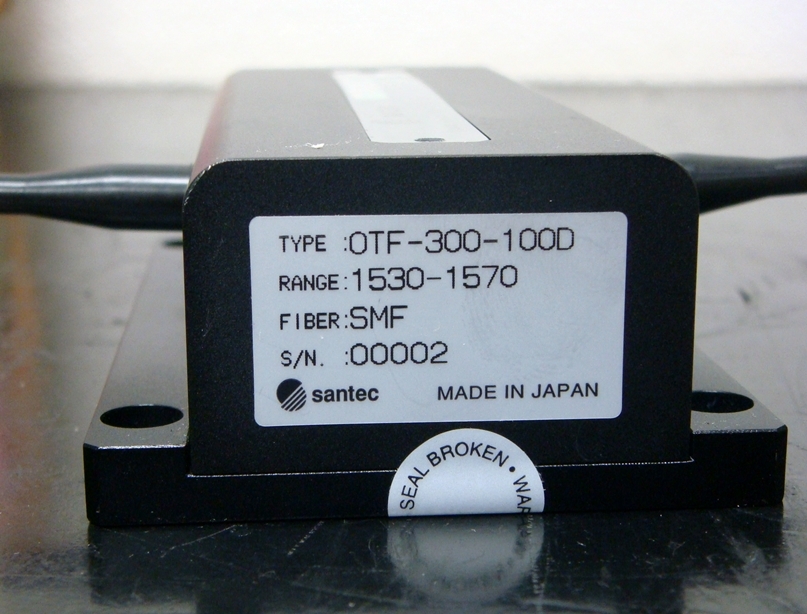 TYPE :OTF-300-100D
RANGE:1530-1570
FIBER:SMF
S/N. :00002
santec MADE IN JAPAN
SEAL BROKEN •